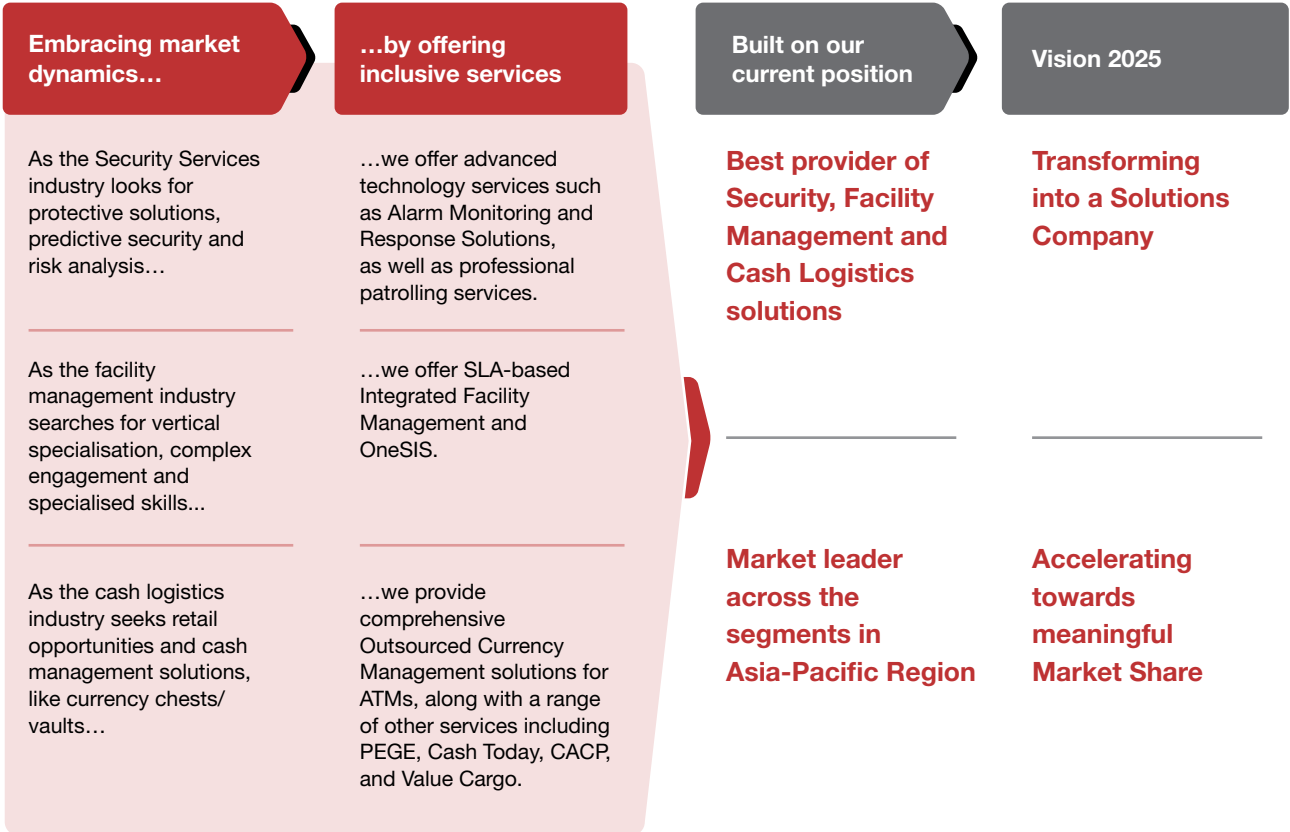 Embracing market
dynamics…
…by offering
inclusive services
Built on our
current position
Vision 2025
As the Security Services
industry looks for
protective solutions,
predictive security and
risk analysis…
…we offer advanced
technology services such
as Alarm Monitoring and
Response Solutions,
as well as professional
patrolling services.
As the facility
management industry
searches for vertical
specialisation, complex
engagement and
specialised skills...
…we offer SLA-based
Integrated Facility
Management and
OneSIS.
As the cash logistics
industry seeks retail
opportunities and cash
management solutions,
like currency chests/
vaults…
…we provide
comprehensive
Outsourced Currency
Management solutions for
ATMs, along with a range
of other services including
PEGE, Cash Today, CACP,
and Value Cargo.
Best provider of
Security, Facility
Management and
Cash Logistics
solutions
Transforming
into a Solutions
Company
Market leader
across the
segments in
Asia-Pacific Region
Accelerating
towards
meaningful
Market Share